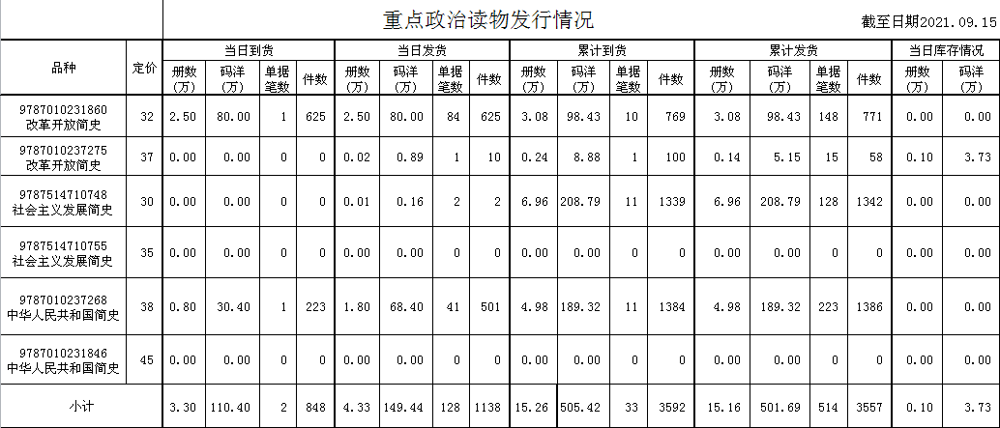 重点政治读物发行情况
截至日期2021.09.15
品种 定价 当日到货 当日发货 累计到货 累计发货 当日库存情况
册数 码洋 单据 件数 册数 码洋 单据 件数 册数 码洋 单据 件数 册数 码洋 单据 件数 册数 码洋
(万) (万) 笔数 (万) (万) 笔数 (万) (万) 笔数 (万) (万) 笔数 (万) (万)
9787010231860
改革开放简史 32 2.50 80.00 1 625 2.50 80.00 84 625 3.08 98.43 10 769 3.08 98.43 148 771 0.00 0.00
9787010237275
改革开放简史 37 0.00 0.00 0 0 0.02 0.89 1 10 0.24 8.88 1 100 0.14 5.15 15 58 0.10 3.73
9787514710748
社会主义发展简史 30 0.00 0.00 0 0 0.01 0.16 2 2 6.96 208.79 11 1339 6.96 208.79 128 1342 0.00 0.00
9787514710755
社会主义发展简史 35 0.00 0.00 0 0 0.00 0.00 0 0 0.00 0.00 0 0 0.00 0.00 0 0 0.00 0.00
9787010237268
中华人民共和国简史 38 0.80 30.40 1 223 1.80 68.40 41 501 4.98 189.32 11 1384 4.98 189.32 223 1386 0.00 0.00
9787010231846
中华人民共和国简史 45 0.00 0.00 0 0 0.00 0.00 0 0 0.00 0.00 0 0 0.00 0.00 0 0 0.00 0.00
小计 3.30 110.40 2 848 4.33 149.44 128 1138 15.26 505.42 33 3592 15.16 501.69 514 3557 0.10 3.73